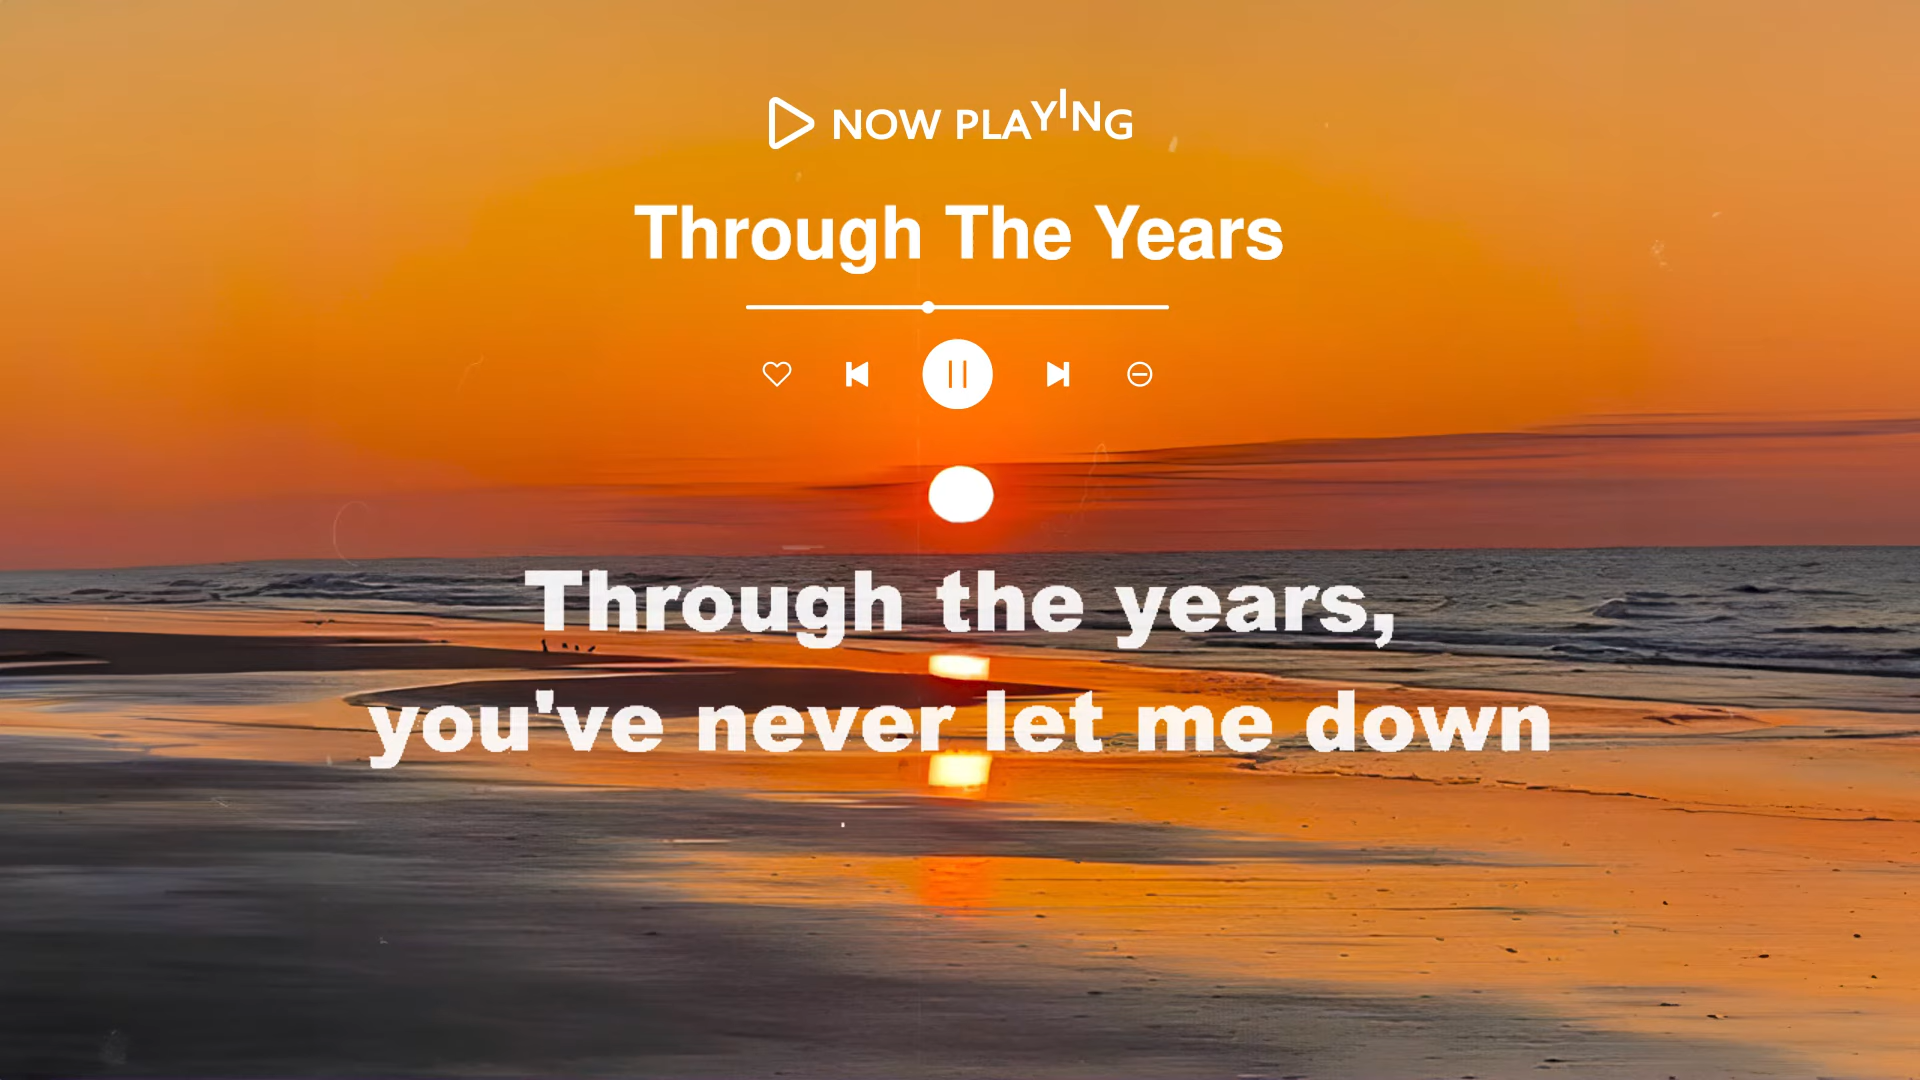 NOW PLAYING
Through The Years
Through the years,
you've never let me down